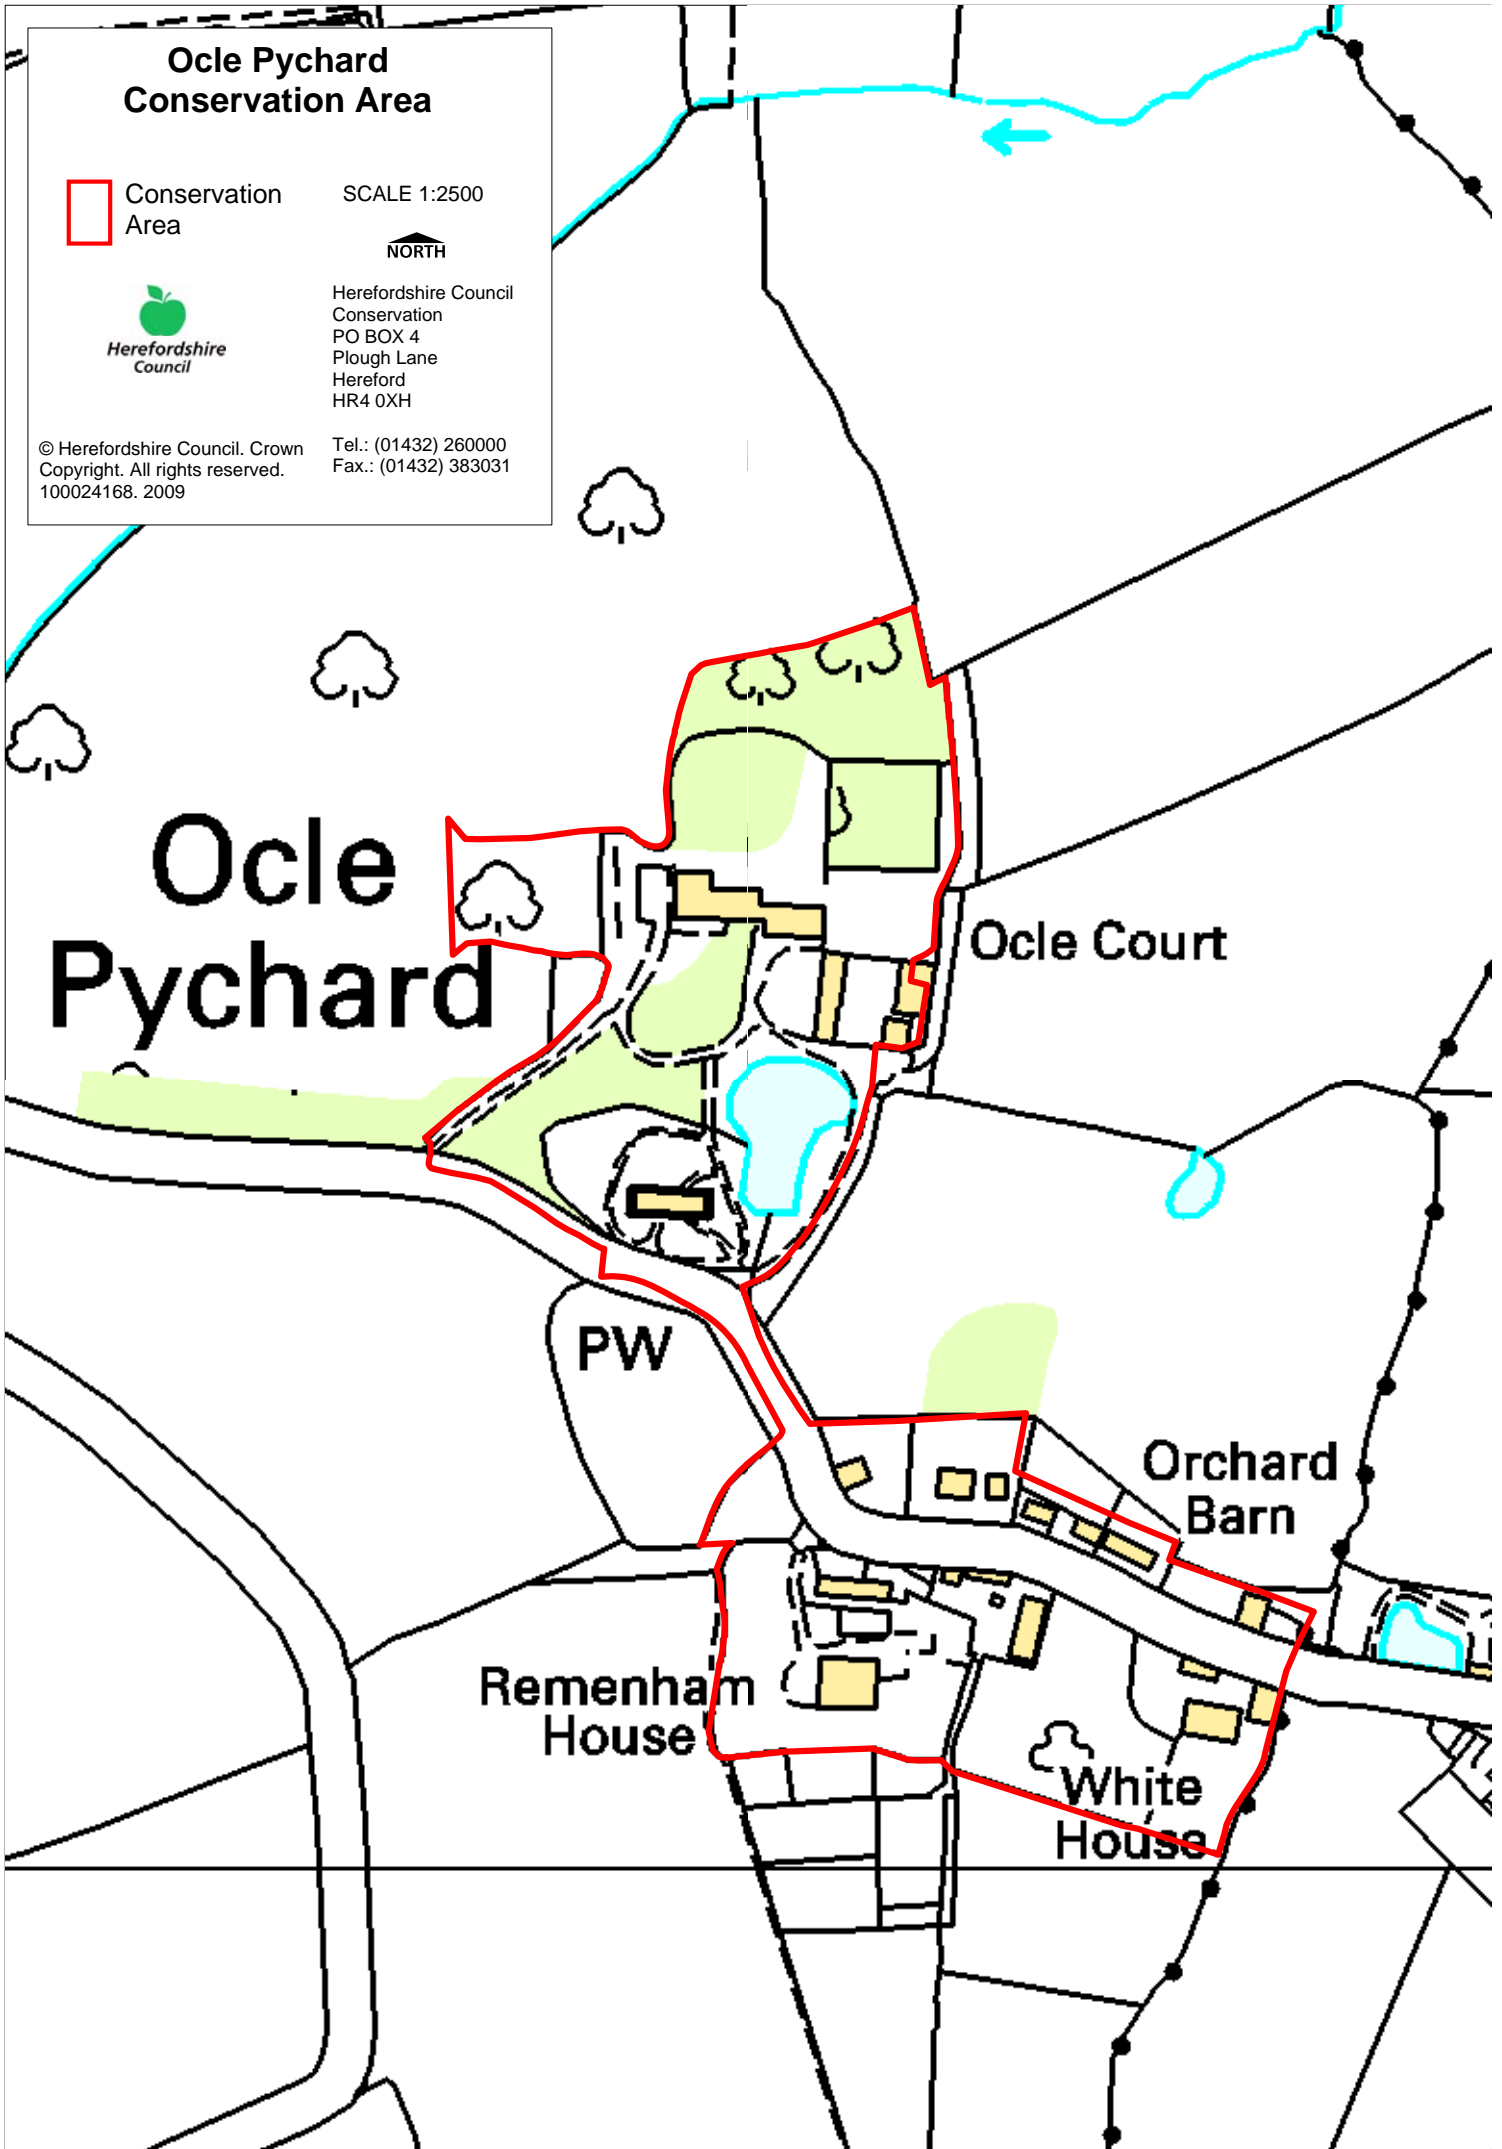 Ocle Pychard
Conservation Area
Conservation
Area
SCALE 1:2500
NORTH
Herefordshire
Council
Herefordshire Council
Conservation
PO BOX 4
Plough Lane
Hereford
HR4 0XH
Tel.: (01432) 260000
Fax.: (01432) 383031
© Herefordshire Council. Crown
Copyright. All rights reserved.
100024168. 2009
Ocle
Pychard
Ocle Court
PW
Orchard
Barn
Remenham
House
White
House